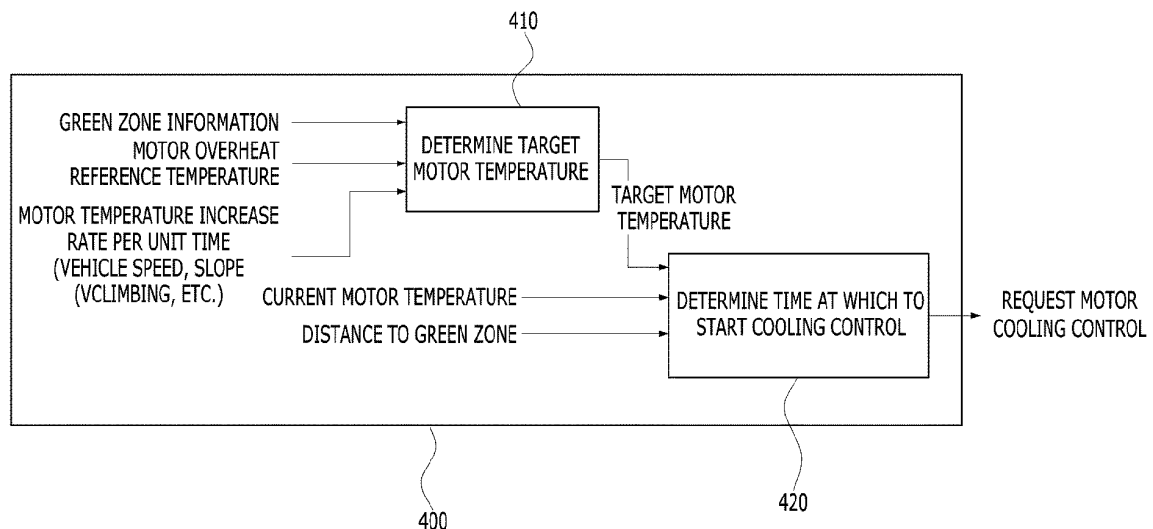 410
GREEN ZONE INFORMATION
MOTOR OVERHEAT
REFERENCE TEMPERATURE
MOTOR TEMPERATURE INCREASE
RATE PER UNIT TIME
(VEHICLE SPEED, SLOPE
(VCLIMBING, ETC.)
DETERMINE TARGET
MOTOR TEMPERATURE
TARGET MOTOR
TEMPERATURE
CURRENT MOTOR TEMPERATURE
DISTANCE TO GREEN ZONE
DETERMINE TIME AT WHICH TO
START COOLING CONTROL
REQUEST MOTOR
COOLING CONTROL
420
400